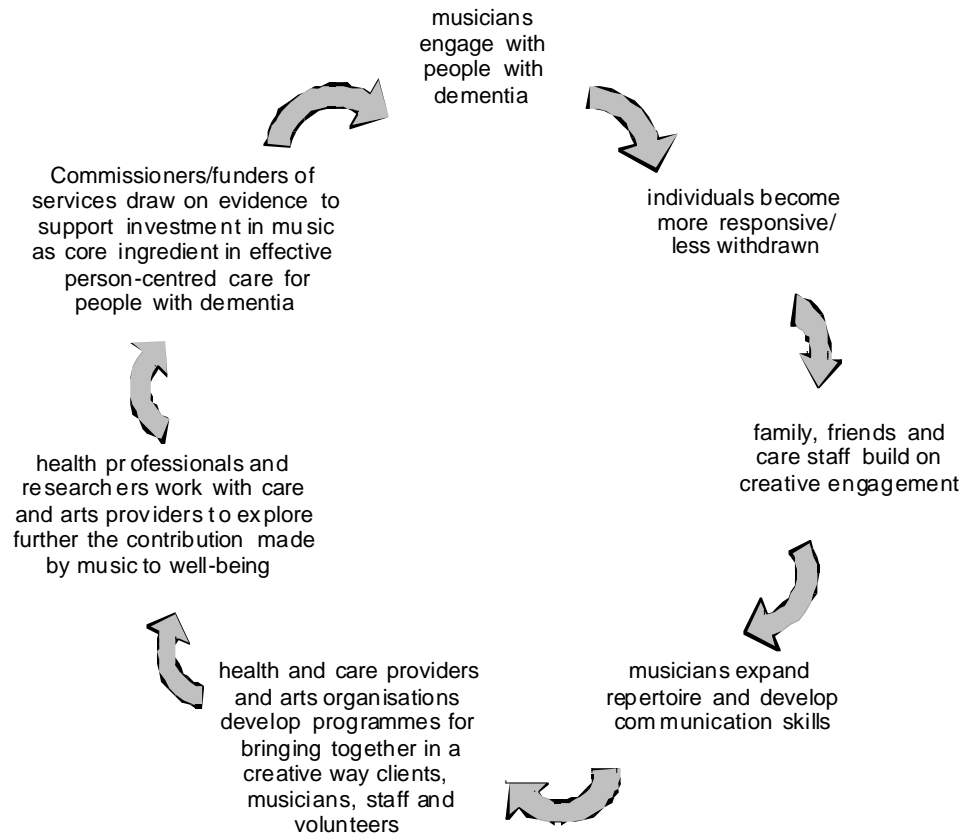 musicians
engage with
people with
dementia
individuals become
more responsive/
less withdrawn
family, friends and
care staff build on
creative engagement
musicians expand
repertoire and develop
communication skills
health and care providers
and arts organisations
develop programmes for
bringing together in a
creative way clients,
musicians, staff and
volunteers
health professionals and
researchers work with care
and arts providers to explore
further the contribution made
by music to well-being
Commissioners/funders of
services draw on evidence to
support investment in music
as core ingredient in effective
person-centred care for
people with dementia